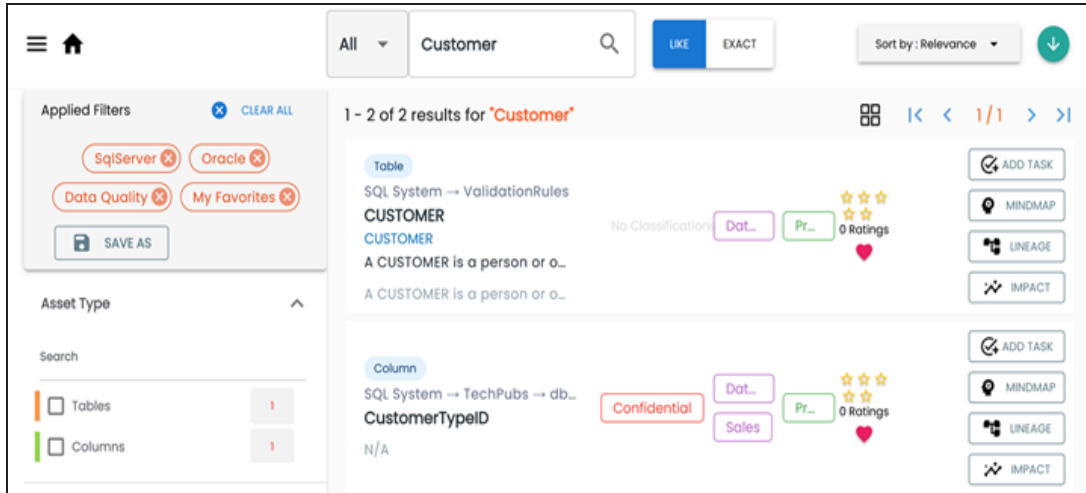 All
Customer
LIKE
EXACT
Sort by : Relevance
Applied Filters
CLEAR ALL
SqlServer
Oracle
Data Quality
My Favorites
SAVE AS
Asset Type
Search
Tables
1
Columns
1
1 - 2 of 2 results for "Customer"
1/1
Table
SQL System → ValidationRules
CUSTOMER
CUSTOMER
A CUSTOMER is a person or o...
A CUSTOMER is a person or o...
No Classifications
Dat...
Pr...
0 Ratings
ADD TASK
MINDMAP
LINEAGE
IMPACT
Column
SQL System → TechPubs → db...
CustomerTypeID
N/A
Confidential
Dat...
Sales
Pr...
0 Ratings
ADD TASK
MINDMAP
LINEAGE
IMPACT